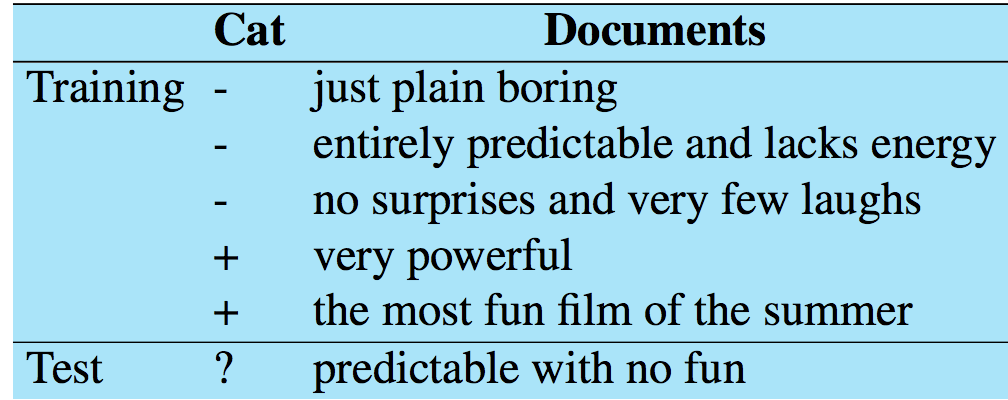 Cat Documents
Training - just plain boring
- entirely predictable and lacks energy
- no surprises and very few laughs
+ very powerful
+ the most fun film of the summer
Test ? predictable with no fun